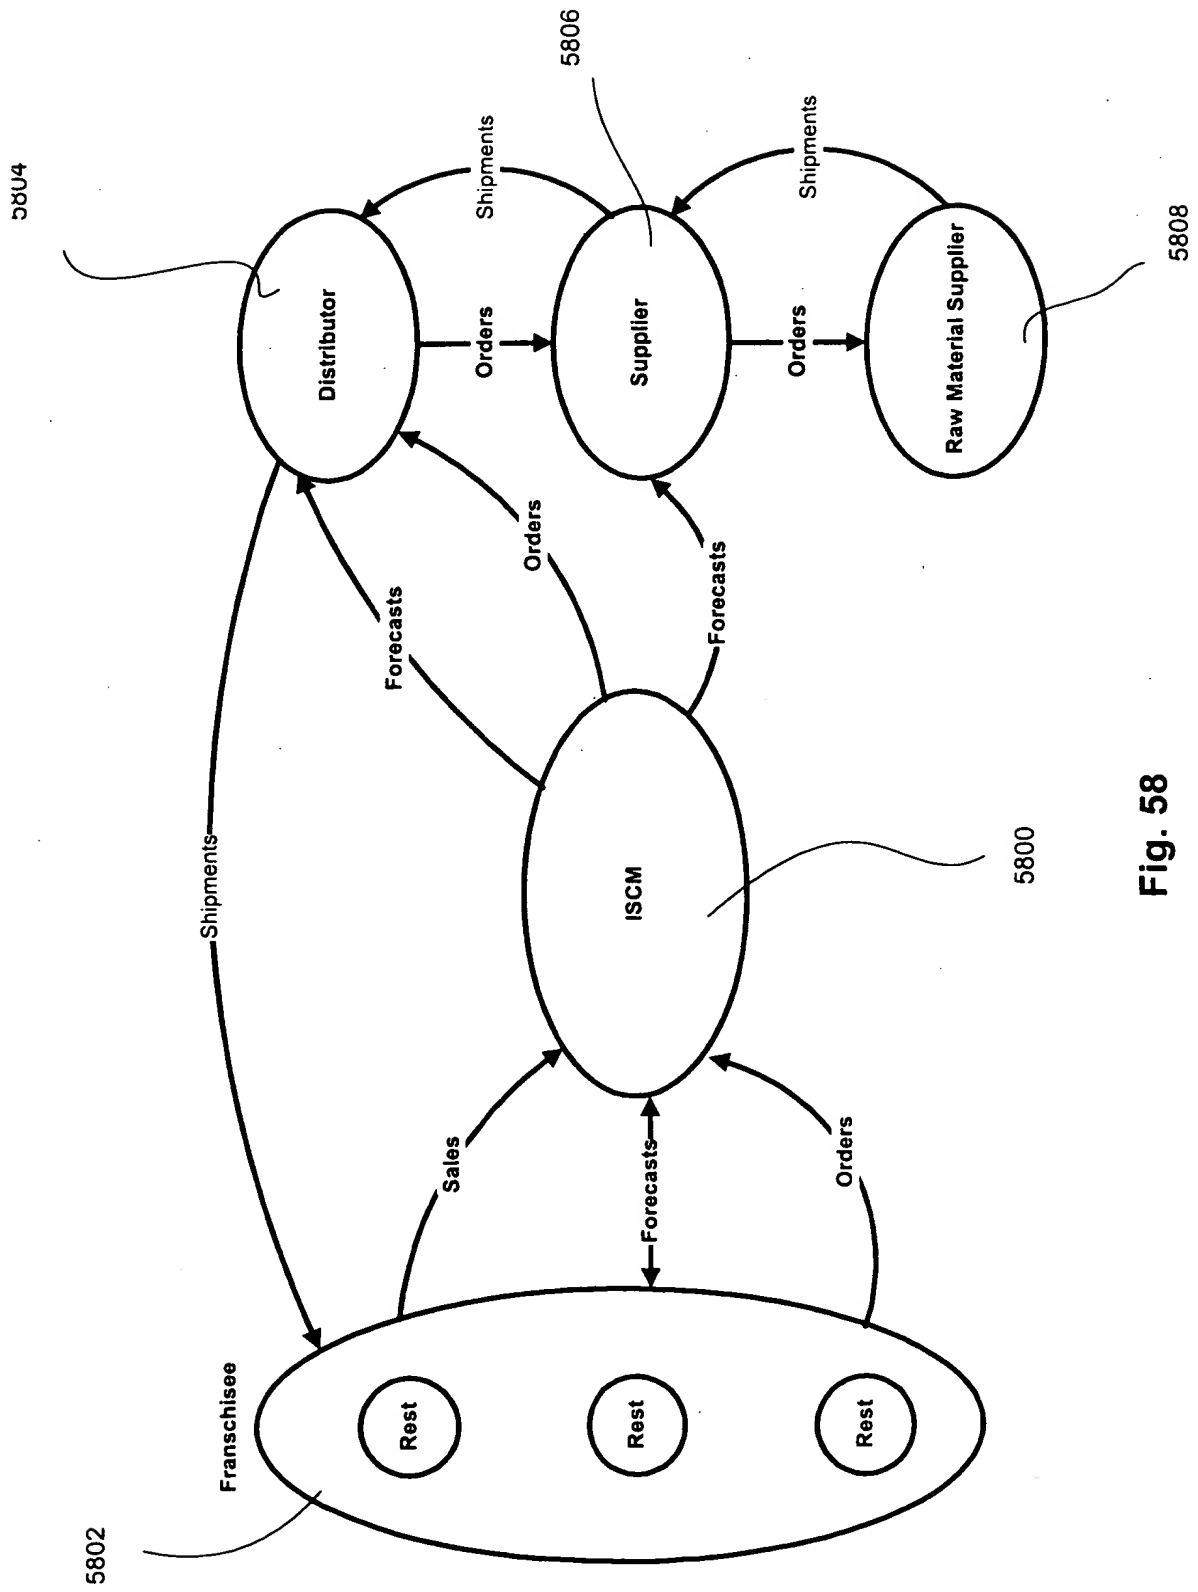 5802
Franschisee
Rest
Rest
Rest
Shipments
Sales
Forecasts
Orders
ISCM
5800
Forecasts
Orders
Forecasts
5804
Distributor
Orders
Shipments
5806
Supplier
Orders
Shipments
Raw Material Supplier
5808
Fig. 58